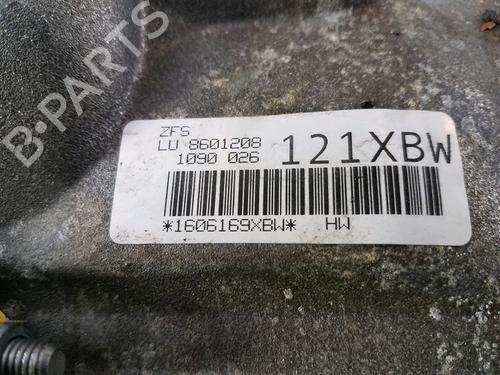 B-PARTS
ZFS
LU 8601208
1090 026
121XBW
*1606169XBW* HW